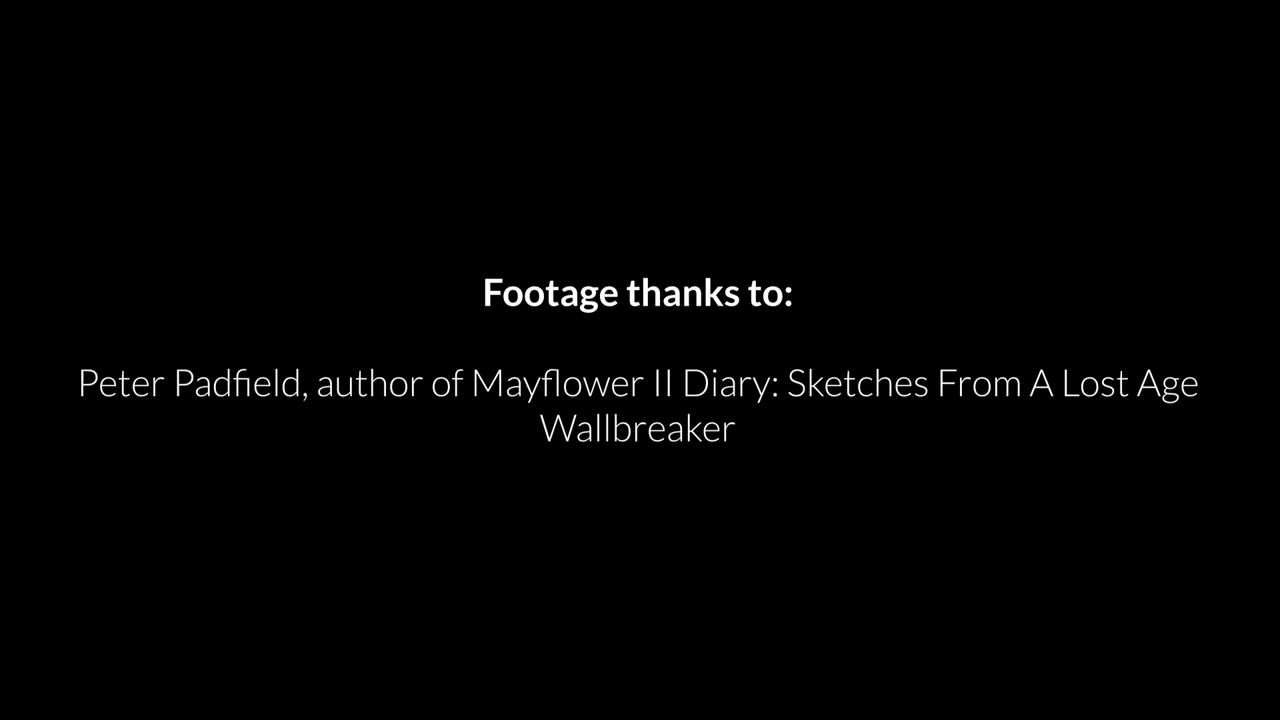 Footage thanks to:
Peter Padfield, author of Mayflower II Diary: Sketches From A Lost Age
Wallbreaker